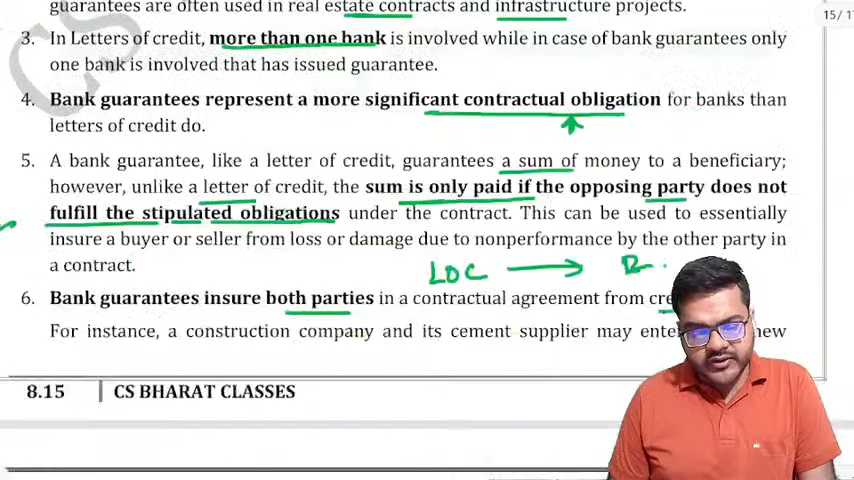 guarantees are often used in real estate contracts and infrastructure projects.
15 / 1
3. In Letters of credit, more than one bank is involved while in case of bank guarantees only
one bank is involved that has issued guarantee.
4. Bank guarantees represent a more significant contractual obligation for banks than
letters of credit do.
5. A bank guarantee, like a letter of credit, guarantees a sum of money to a beneficiary;
however, unlike a letter of credit, the sum is only paid if the opposing party does not
fulfill the stipulated obligations under the contract. This can be used to essentially
insure a buyer or seller from loss or damage due to nonperformance by the other party in
a contract.
LOC
6. Bank guarantees insure both parties in a contractual agreement from
For instance, a construction company and its cement supplier may new
8.15 CS BHARAT CLASSES
CS